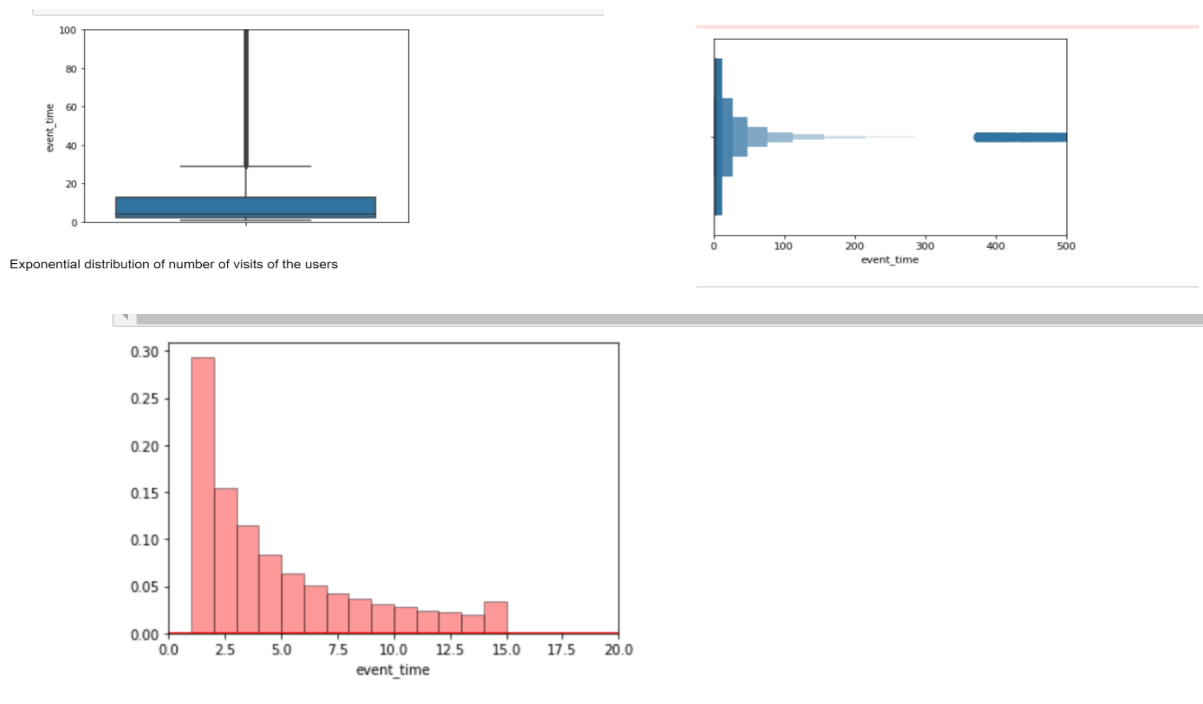 100
80
60
40
20
0
event_time
Exponential distribution of number of visits of the users
0 100 200 300 400 500
event_time
0.30
0.25
0.20
0.15
0.10
0.05
0.00
0.0 2.5 5.0 7.5 10.0 12.5 15.0 17.5 20.0
event_time